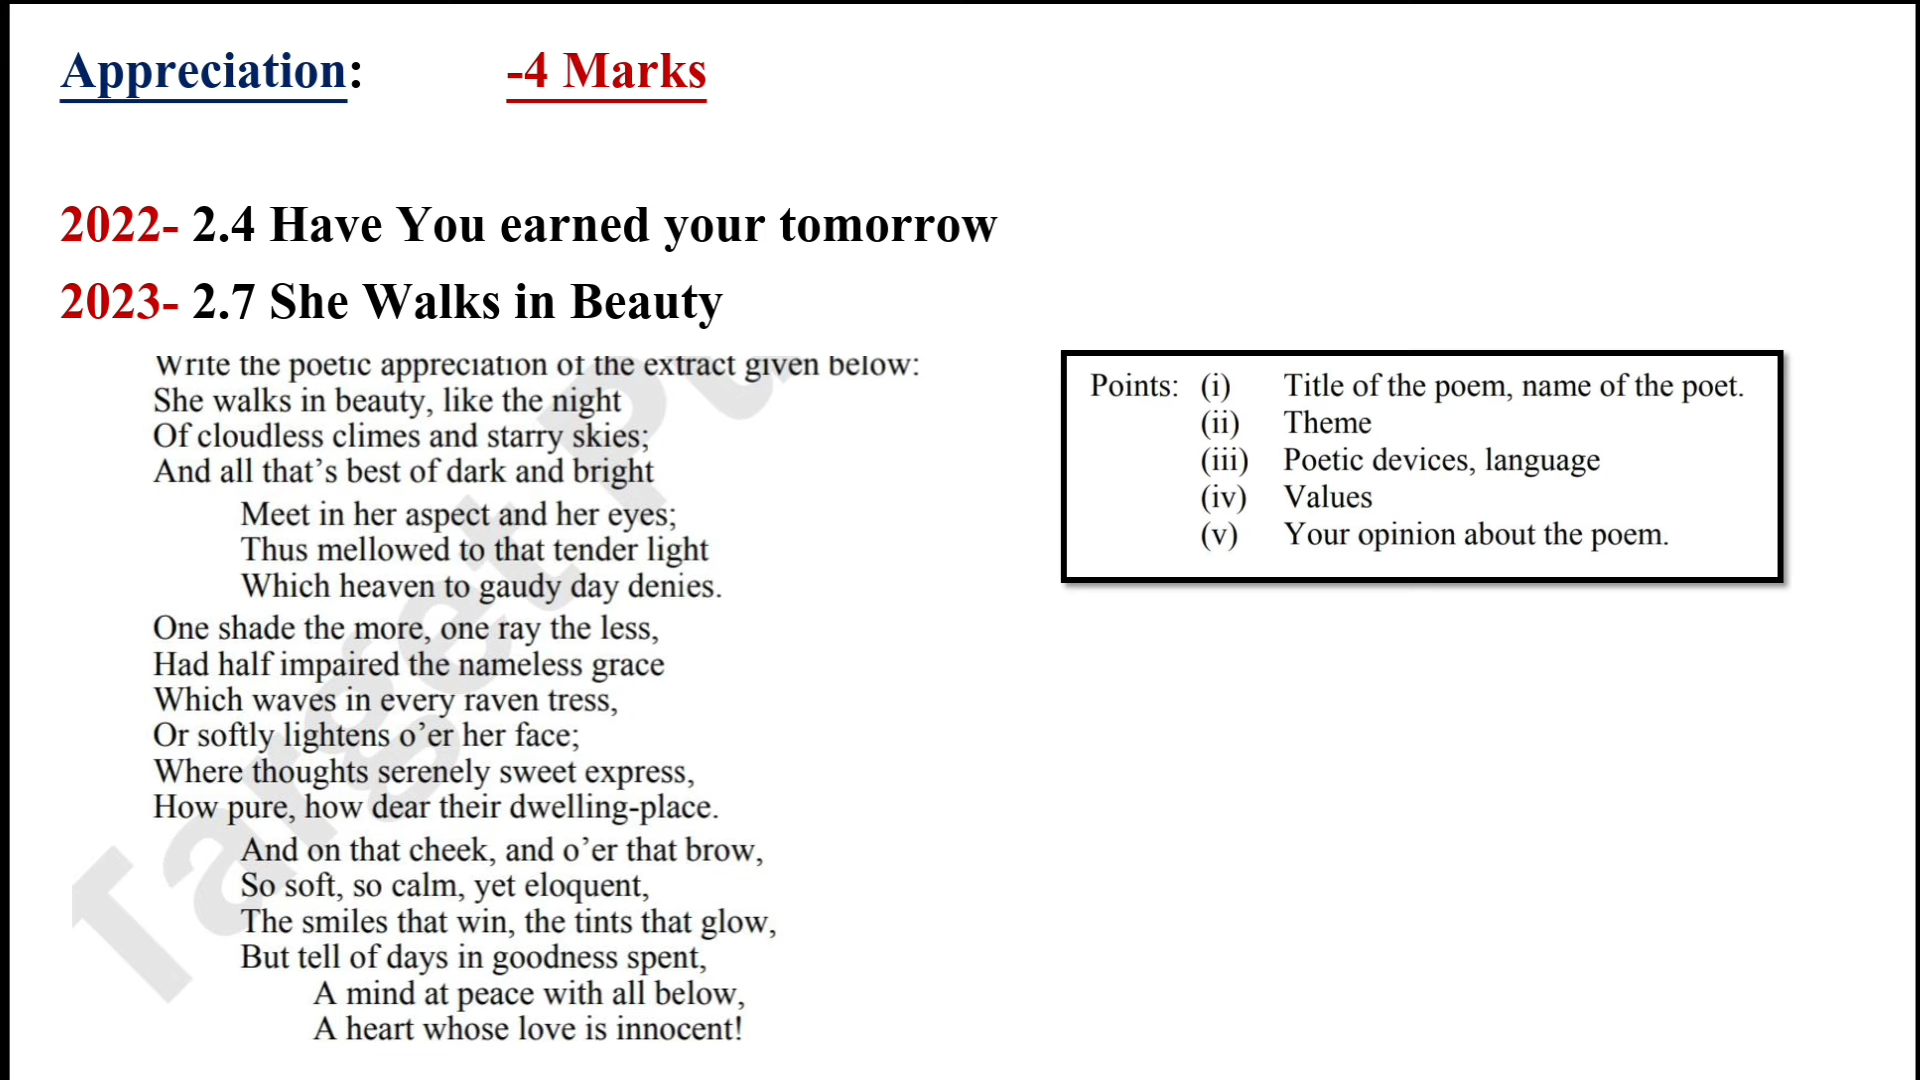 Appreciation: -4 Marks
2022- 2.4 Have You earned your tomorrow
2023- 2.7 She Walks in Beauty
Write the poetic appreciation of the extract given below:
She walks in beauty, like the night
Of cloudless climes and starry skies;
And all that’s best of dark and bright
Meet in her aspect and her eyes;
Thus mellowed to that tender light
Which heaven to gaudy day denies.
One shade the more, one ray the less,
Had half impaired the nameless grace
Which waves in every raven tress,
Or softly lightens o’er her face;
Where thoughts serenely sweet express,
How pure, how dear their dwelling-place.
And on that cheek, and o’er that brow,
So soft, so calm, yet eloquent,
The smiles that win, the tints that glow,
But tell of days in goodness spent,
A mind at peace with all below,
A heart whose love is innocent!
Points: (i) Title of the poem, name of the poet.
(ii) Theme
(iii) Poetic devices, language
(iv) Values
(v) Your opinion about the poem.
Target Pu